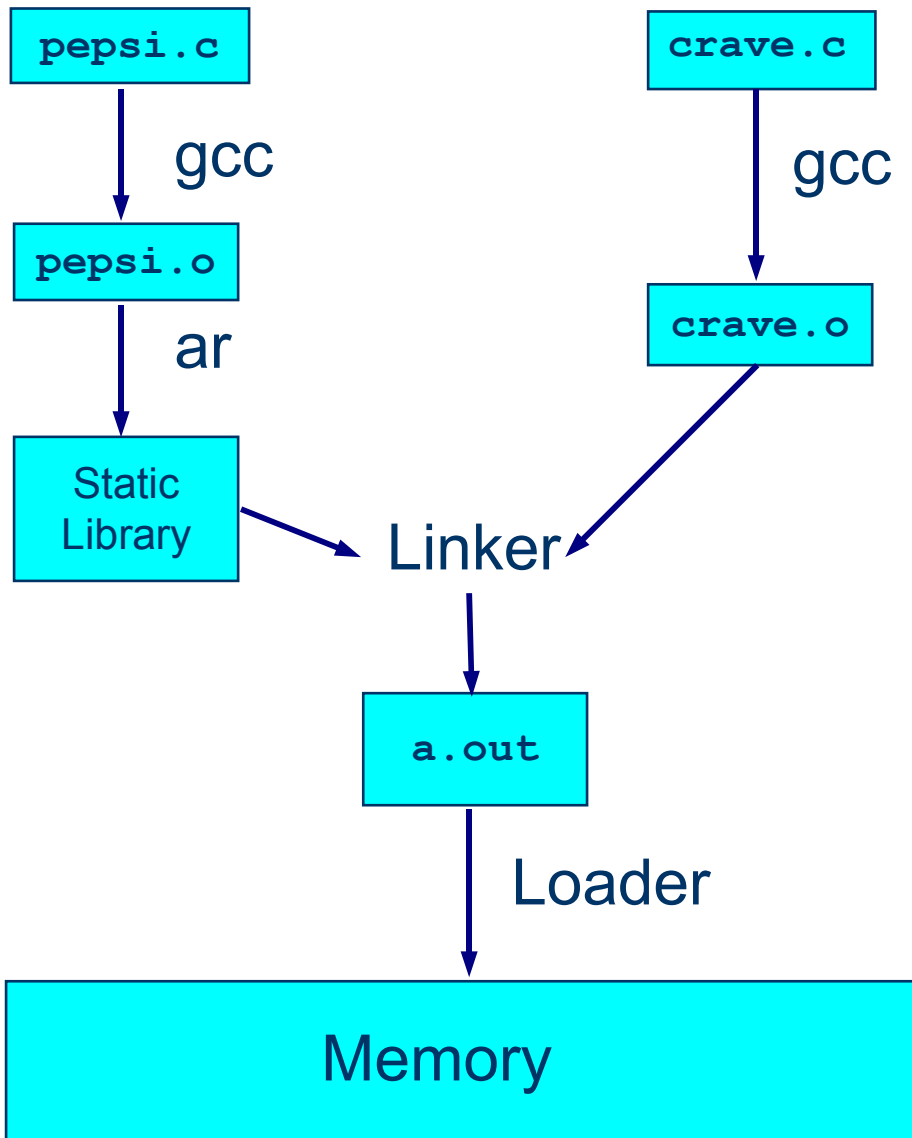 pepsi.c
crave.c
gcc
gcc
pepsi.o
crave.o
ar
Static
Library
Linker
a.out
Loader
Memory